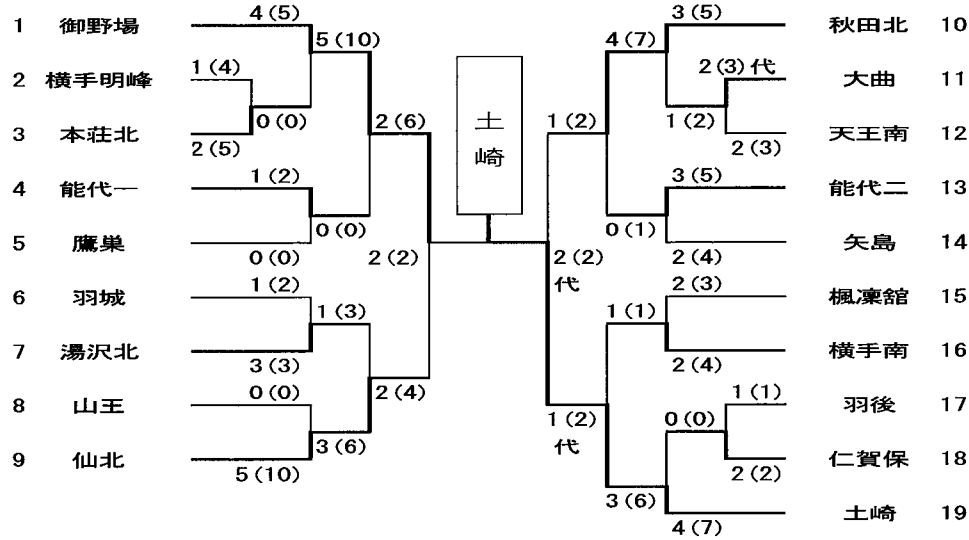 4 (5)
1 御野場
5 (10)
1 (4)
2 横手明峰
0 (0)
3 本荘北
2 (5)
2 (6)
1 (2)
4 能代一
0 (0)
5 鷹巣
0 (0)
2 (2)
1 (2)
6 羽城
1 (3)
7 湯沢北
3 (3)
2 (4)
0 (0)
8 山王
3 (6)
9 仙北
5 (10)
土崎
3 (5)
秋田北 10
4 (7)
2 (3) 代
大曲 11
1 (2)
1 (2)
天王南 12
2 (3)
3 (5)
能代二 13
0 (1)
矢島 14
2 (4)
2 (2)
代
2 (3)
楓凜舘 15
1 (1)
横手南 16
2 (4)
1 (1)
羽後 17
1 (2)
代
0 (0)
仁賀保 18
2 (2)
3 (6)
土崎 19
4 (7)